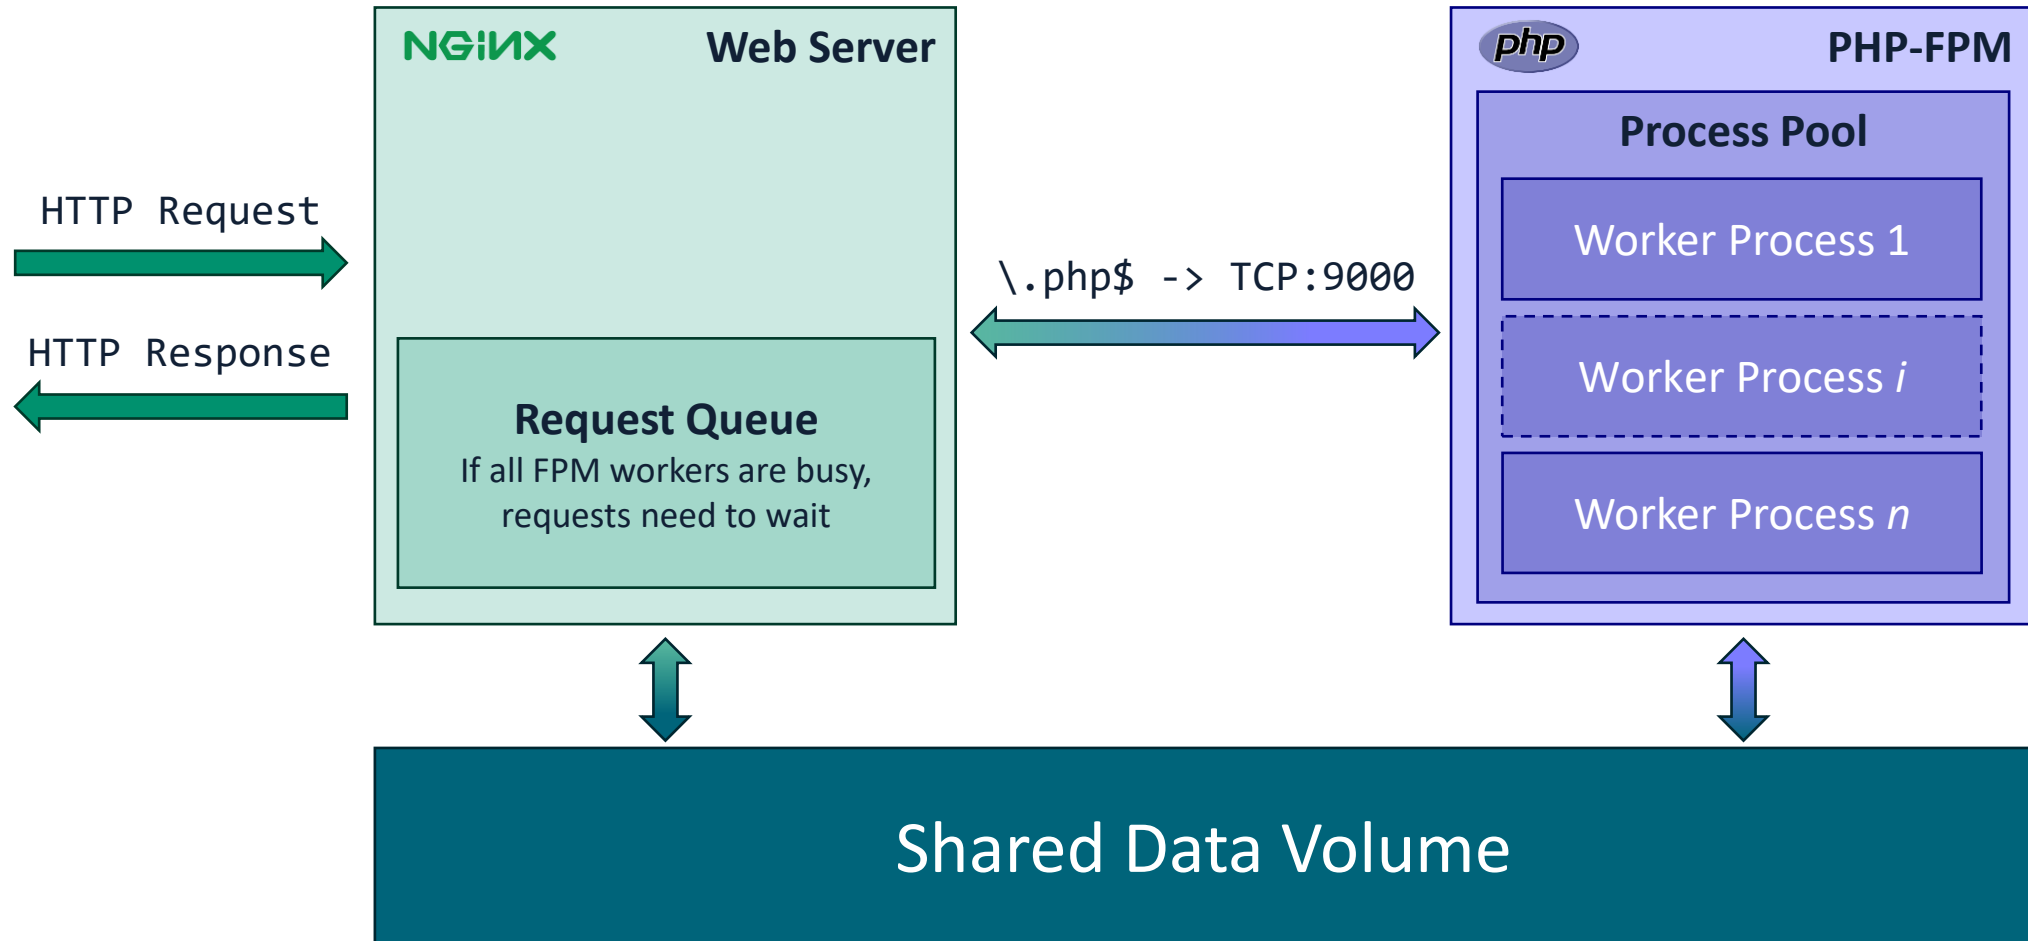 NGINX
Web Server
php
PHP-FPM
Process Pool
HTTP Request
Worker Process 1
\.php$ -> TCP:9000
HTTP Response
Worker Process i
Request Queue
If all FPM workers are busy,
requests need to wait
Worker Process n
Shared Data Volume